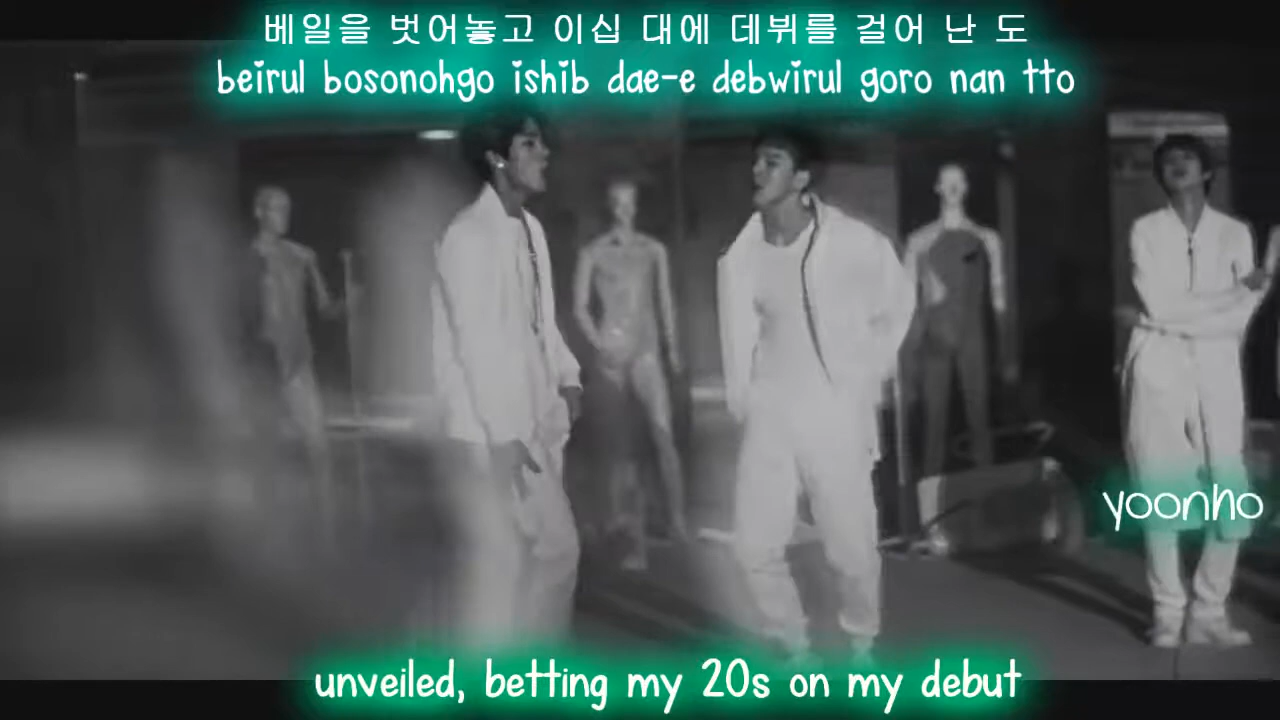 베일을 벗어놓고 이십 대에 데뷔를 걸어 난 도
beirul bosonohgo ishib dae-e debwirul goro nan tto
yoonho
unveiled, betting my 20s on my debut